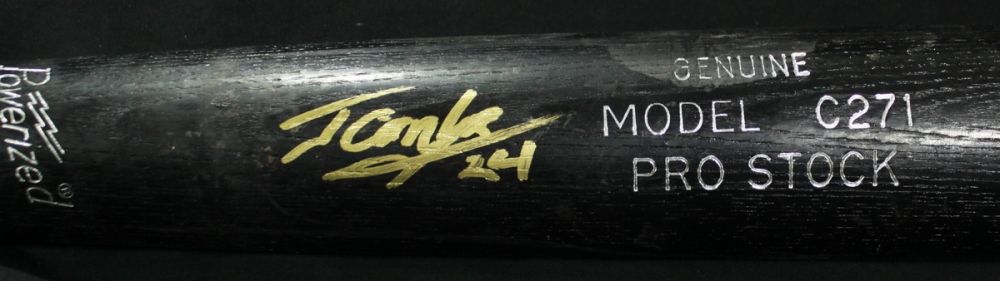 Powerized
®
24
GENUINE
MODEL C271
PRO STOCK